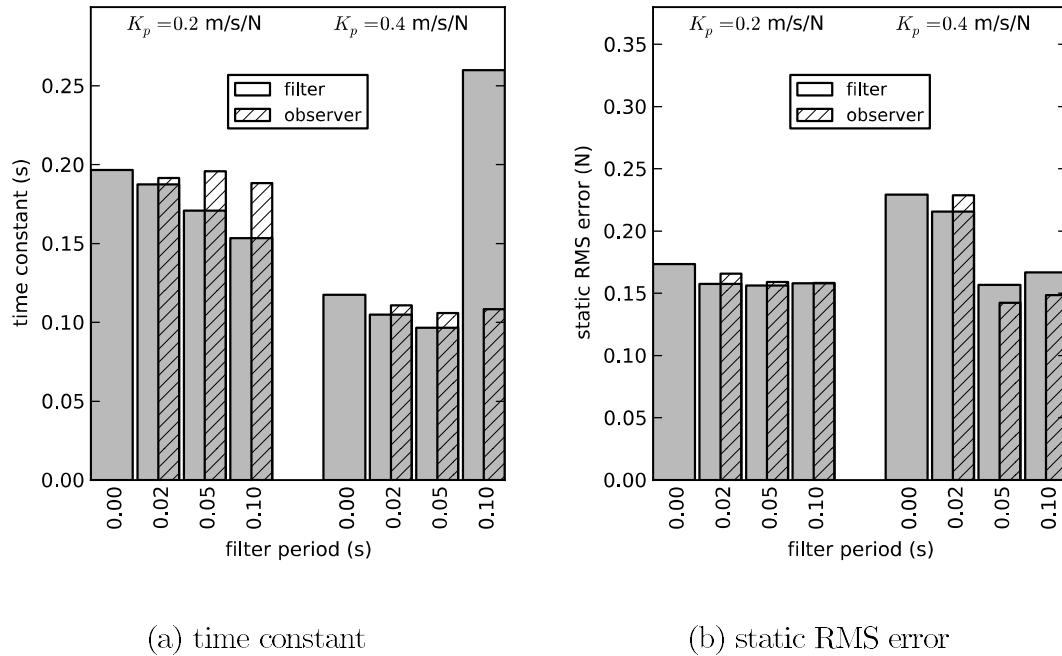 K_p = 0.2 m/s/N
K_p = 0.4 m/s/N
filter
observer
time constant (s)
0.25
0.20
0.15
0.10
0.05
0.00
0.00
0.02
0.05
0.10
0.00
0.02
0.05
0.10
filter period (s)
(a) time constant
K_p = 0.2 m/s/N
K_p = 0.4 m/s/N
filter
observer
static RMS error (N)
0.35
0.30
0.25
0.20
0.15
0.10
0.05
0.00
0.00
0.02
0.05
0.10
0.00
0.02
0.05
0.10
filter period (s)
(b) static RMS error